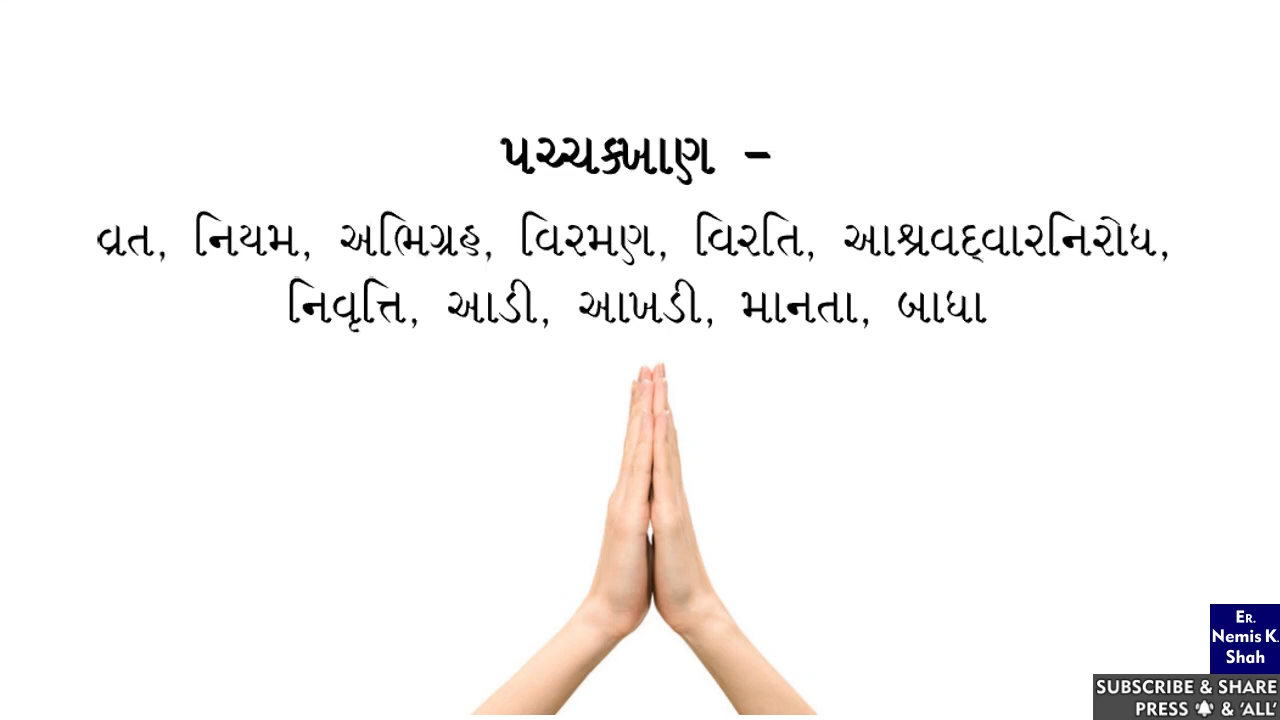 પચ્ચક્ખાણ –
વ્રત, નિયમ, અભિગ્રહ, વિરમણ, વિરતિ, આશ્રવદ્વારનિરોધ,
નિવૃત્તિ, આડી, આખડી, માનતા, બાધા
ER.
Nemis K.
Shah
SUBSCRIBE & SHARE
PRESS 🔔 & ‘ALL’